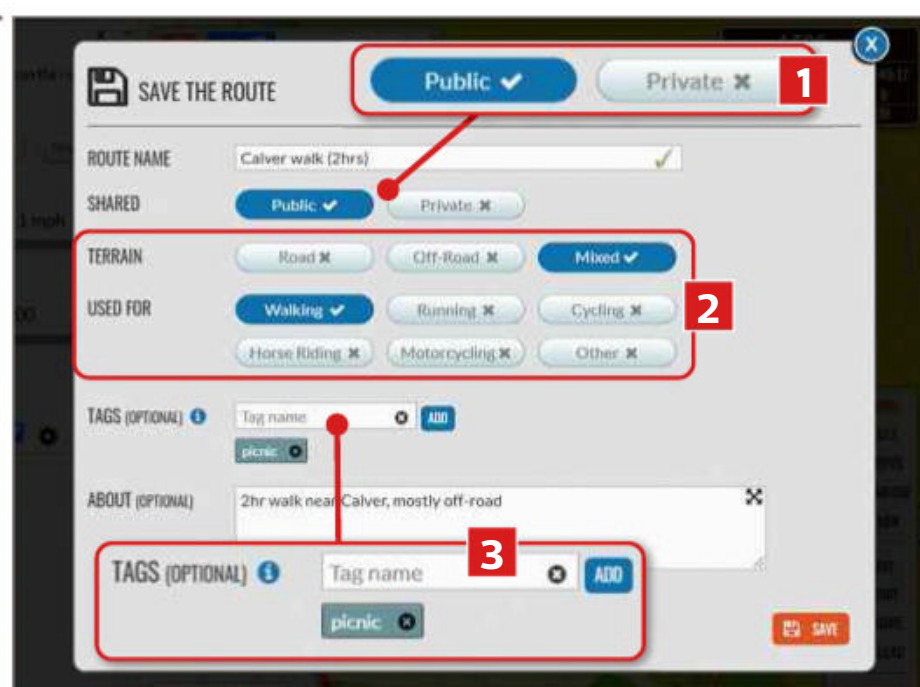 SAVE THE ROUTE
Public Private 1
ROUTE NAME Calver walk (2hrs)
SHARED Public Private
TERRAIN Road Off-Road Mixed
USED FOR Walking Running Cycling 2
Horse Riding Motorcycling Other
TAGS (OPTIONAL) Tag name ADD
picnic
ABOUT (OPTIONAL) 2hr walk near Calver, mostly off-road
3
TAGS (OPTIONAL) Tag name ADD
picnic
SAVE
X